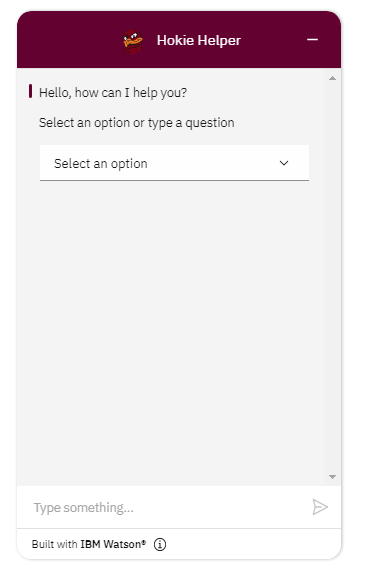 Hokie Helper
Hello, how can I help you?
Select an option or type a question
Select an option
Type something...
Built with IBM Watson®